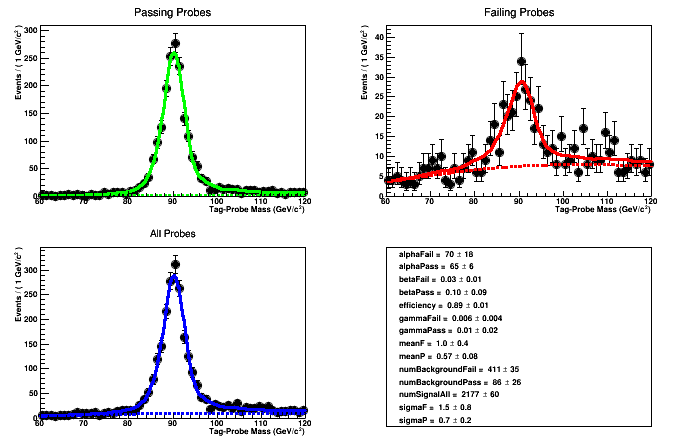 Passing Probes
Events / ( 1 GeV/c² )
300
250
200
150
100
50
0
60 70 80 90 100 110 120
Tag-Probe Mass (GeV/c²)
Failing Probes
Events / ( 1 GeV/c² )
40
35
30
25
20
15
10
5
0
60 70 80 90 100 110 120
Tag-Probe Mass (GeV/c²)
All Probes
Events / ( 1 GeV/c² )
300
250
200
150
100
50
0
60 70 80 90 100 110 120
Tag-Probe Mass (GeV/c²)
alphaFail = 70 ± 18
alphaPass = 65 ± 6
betaFail = 0.03 ± 0.01
betaPass = 0.10 ± 0.09
efficiency = 0.89 ± 0.01
gammaFail = 0.006 ± 0.004
gammaPass = 0.01 ± 0.02
meanF = 1.0 ± 0.4
meanP = 0.57 ± 0.08
numBackgroundFail = 411 ± 35
numBackgroundPass = 86 ± 26
numSignalAll = 2177 ± 60
sigmaF = 1.5 ± 0.8
sigmaP = 0.7 ± 0.2